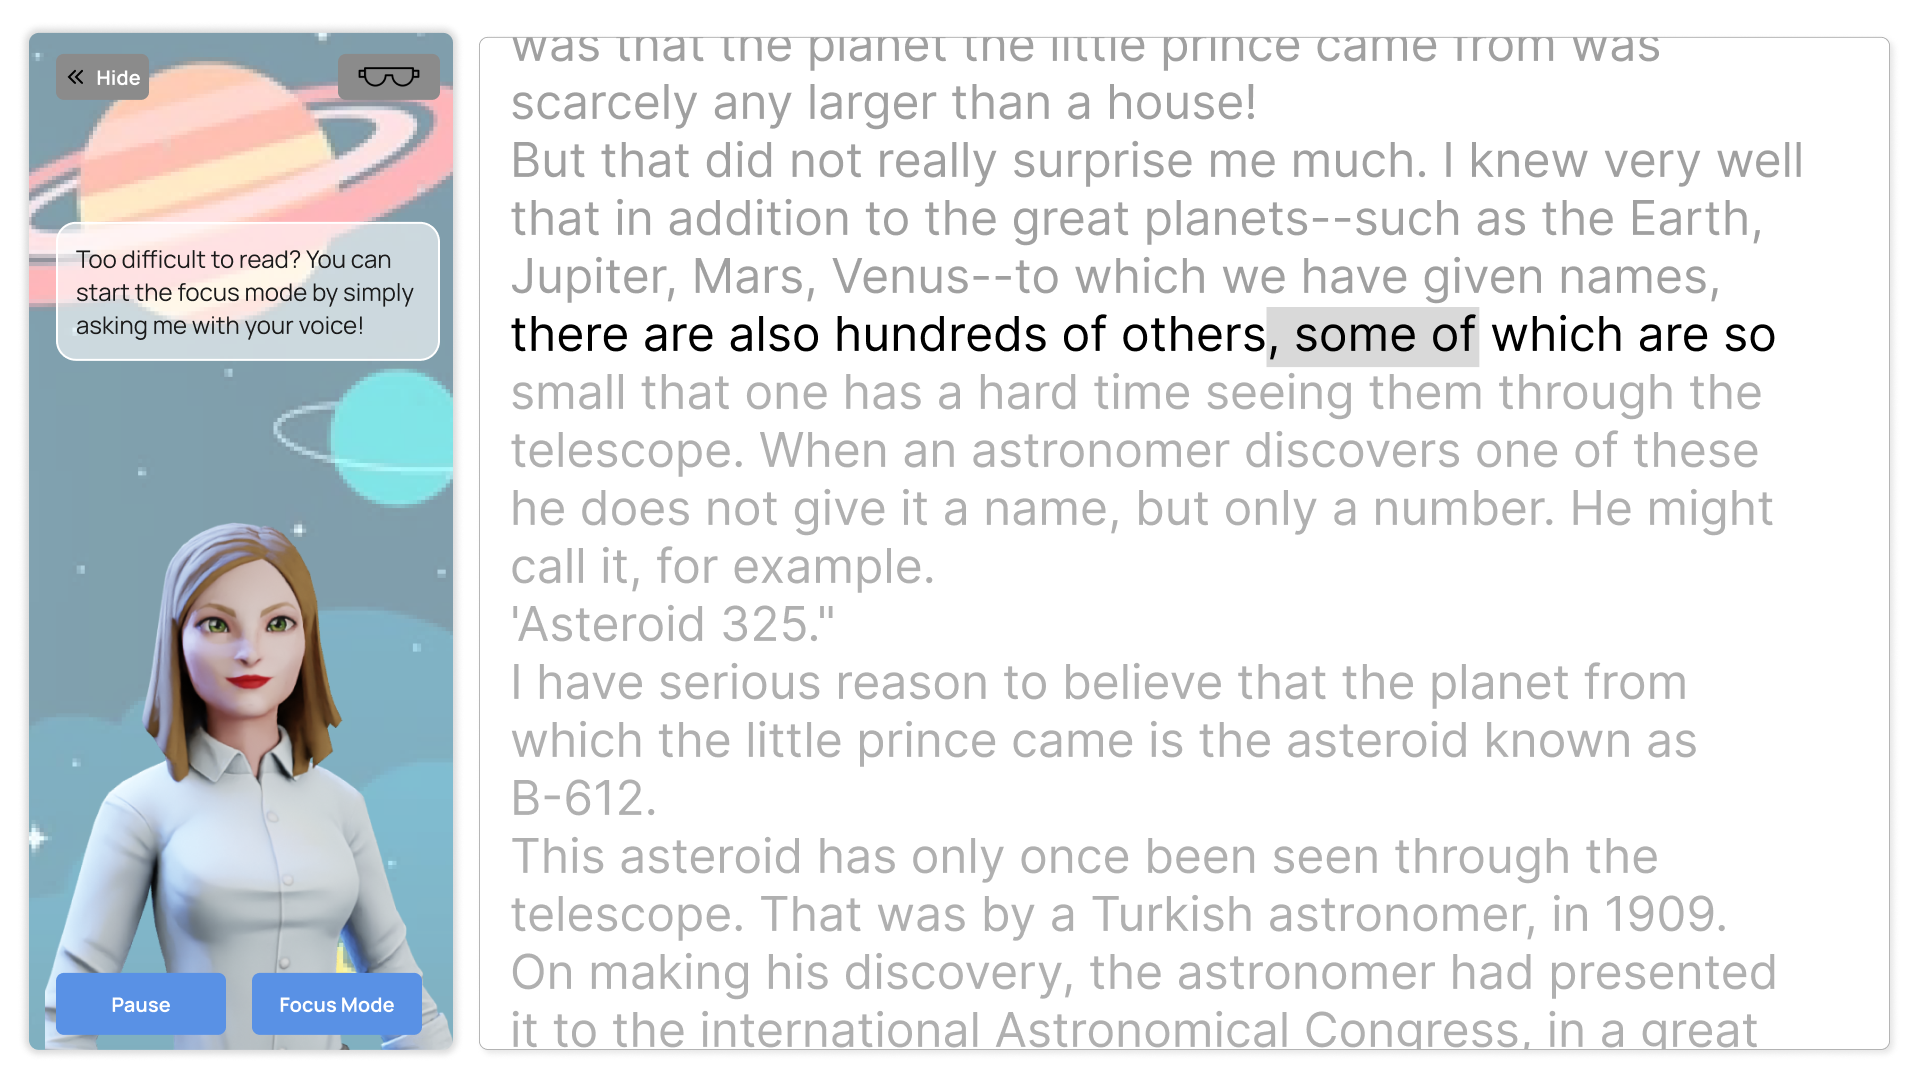 Hide
Too difficult to read? You can
start the focus mode by simply
asking me with your voice!
Pause
Focus Mode
was that the planet the little prince came from was
scarcely any larger than a house!
But that did not really surprise me much. I knew very well
that in addition to the great planets--such as the Earth,
Jupiter, Mars, Venus--to which we have given names,
there are also hundreds of others, some of which are so
small that one has a hard time seeing them through the
telescope. When an astronomer discovers one of these
he does not give it a name, but only a number. He might
call it, for example.
'Asteroid 325."
I have serious reason to believe that the planet from
which the little prince came is the asteroid known as
B-612.
This asteroid has only once been seen through the
telescope. That was by a Turkish astronomer, in 1909.
On making his discovery, the astronomer had presented
it to the international Astronomical Congress, in a great